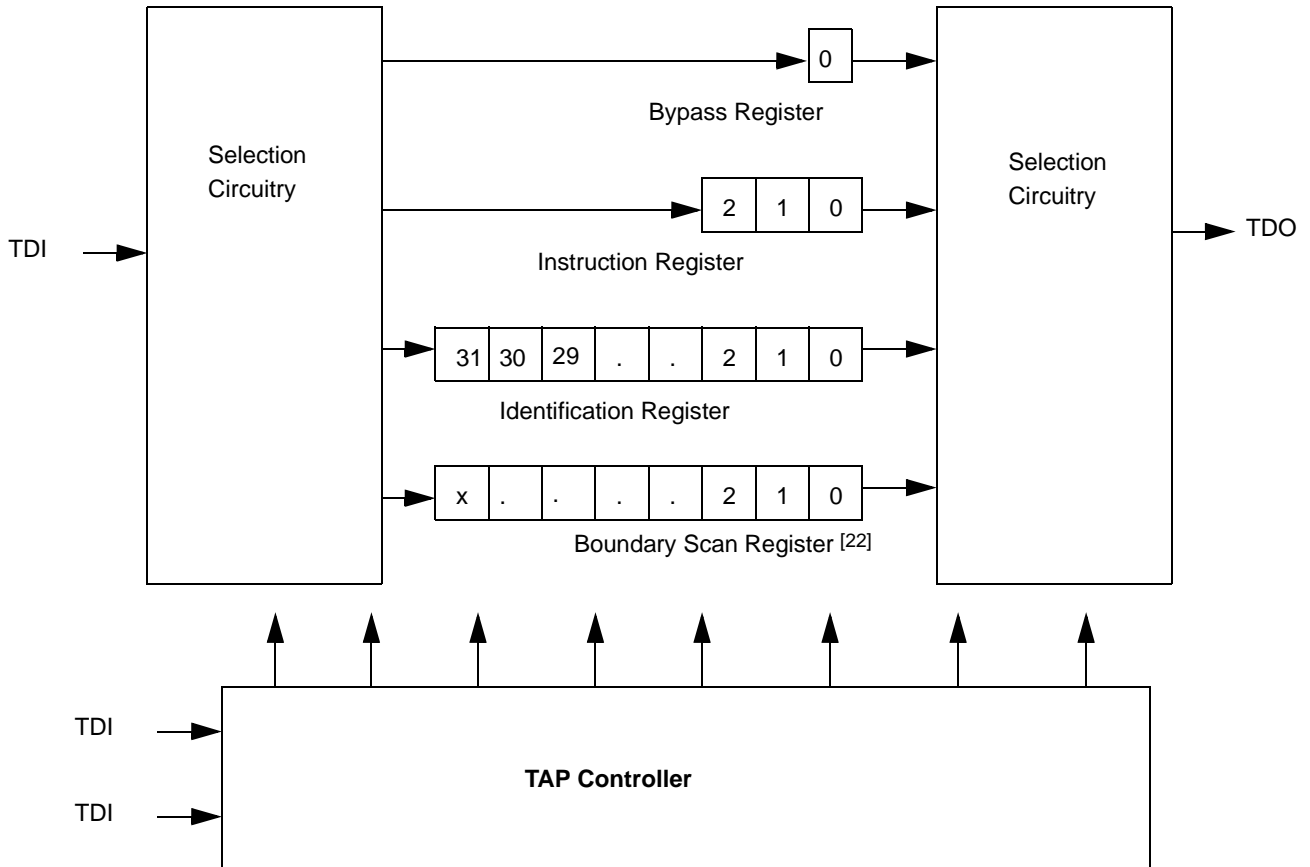 0
Bypass Register
Selection
Circuitry
Selection
Circuitry
2 1 0
TDI
TDO
Instruction Register
31 30 29 . . 2 1 0
Identification Register
x . . . . 2 1 0
Boundary Scan Register [22]
TDI
TAP Controller
TDI